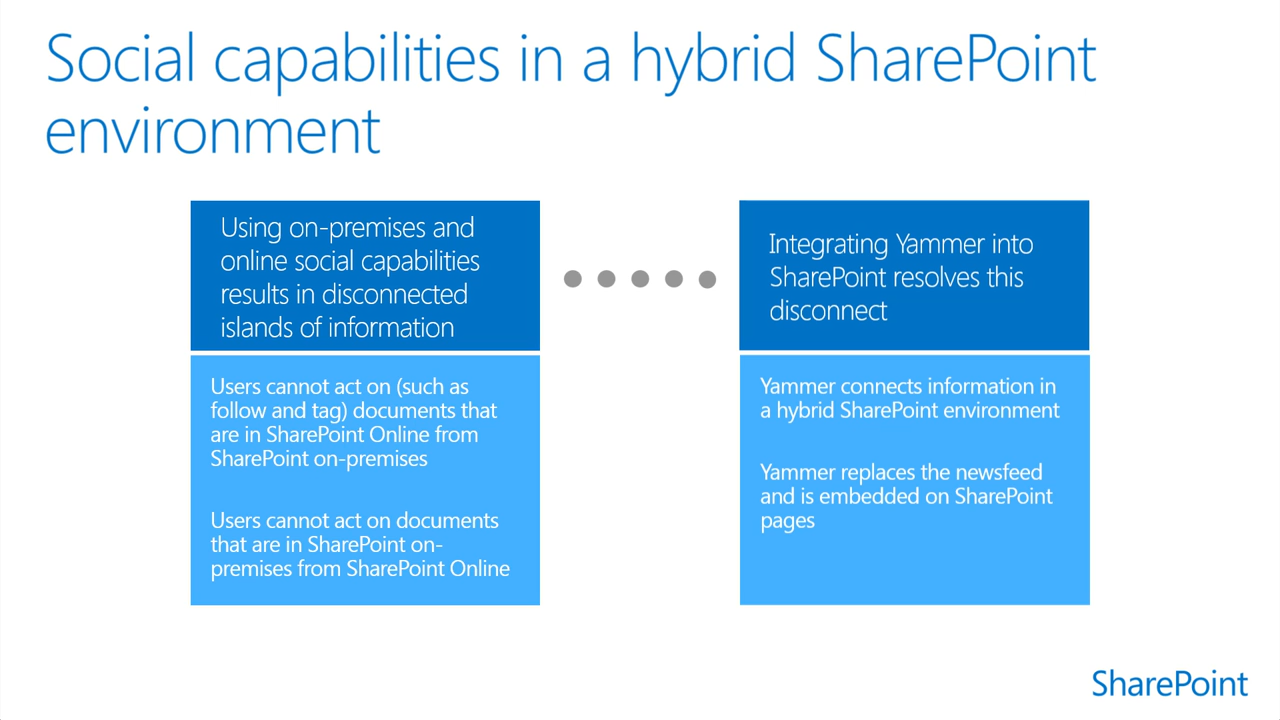 Social capabilities in a hybrid SharePoint
environment
Using on-premises and
online social capabilities
results in disconnected
islands of information
Users cannot act on (such as
follow and tag) documents that
are in SharePoint Online from
SharePoint on-premises
Users cannot act on documents
that are in SharePoint on-
premises from SharePoint Online
Integrating Yammer into
SharePoint resolves this
disconnect
Yammer connects information in
a hybrid SharePoint environment
Yammer replaces the newsfeed
and is embedded on SharePoint
pages
SharePoint